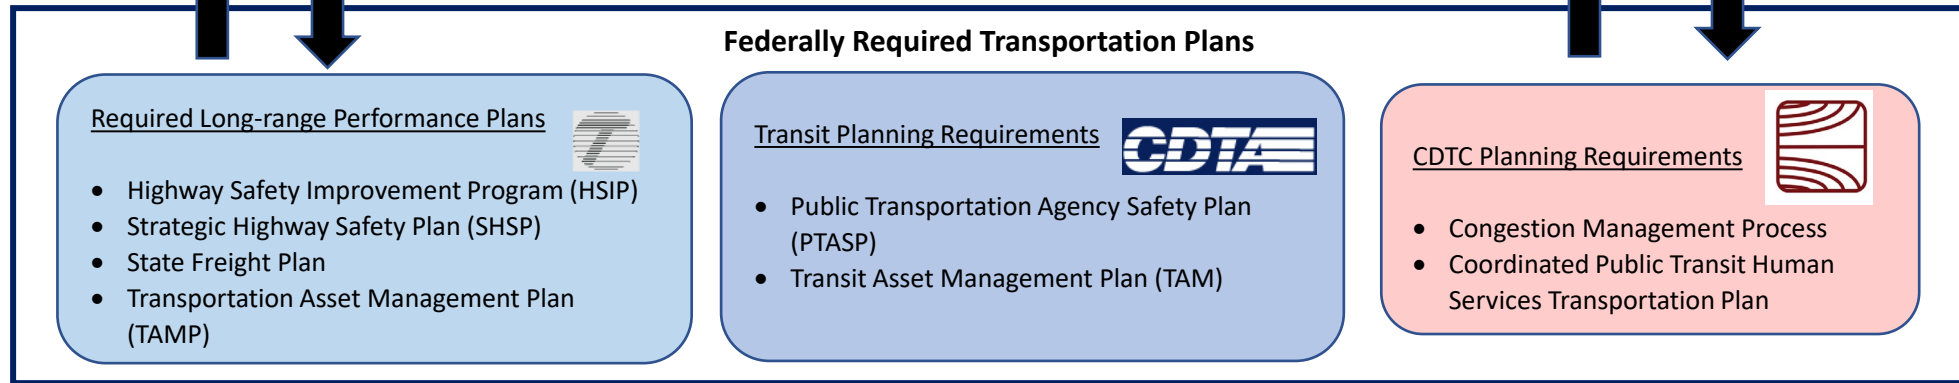 Federally Required Transportation Plans
Required Long-range Performance Plans
• Highway Safety Improvement Program (HSIP)
• Strategic Highway Safety Plan (SHSP)
• State Freight Plan
• Transportation Asset Management Plan
(TAMP)
Transit Planning Requirements
CDTA
• Public Transportation Agency Safety Plan
(PTASP)
• Transit Asset Management Plan (TAM)
CDTC Planning Requirements
• Congestion Management Process
• Coordinated Public Transit Human
Services Transportation Plan